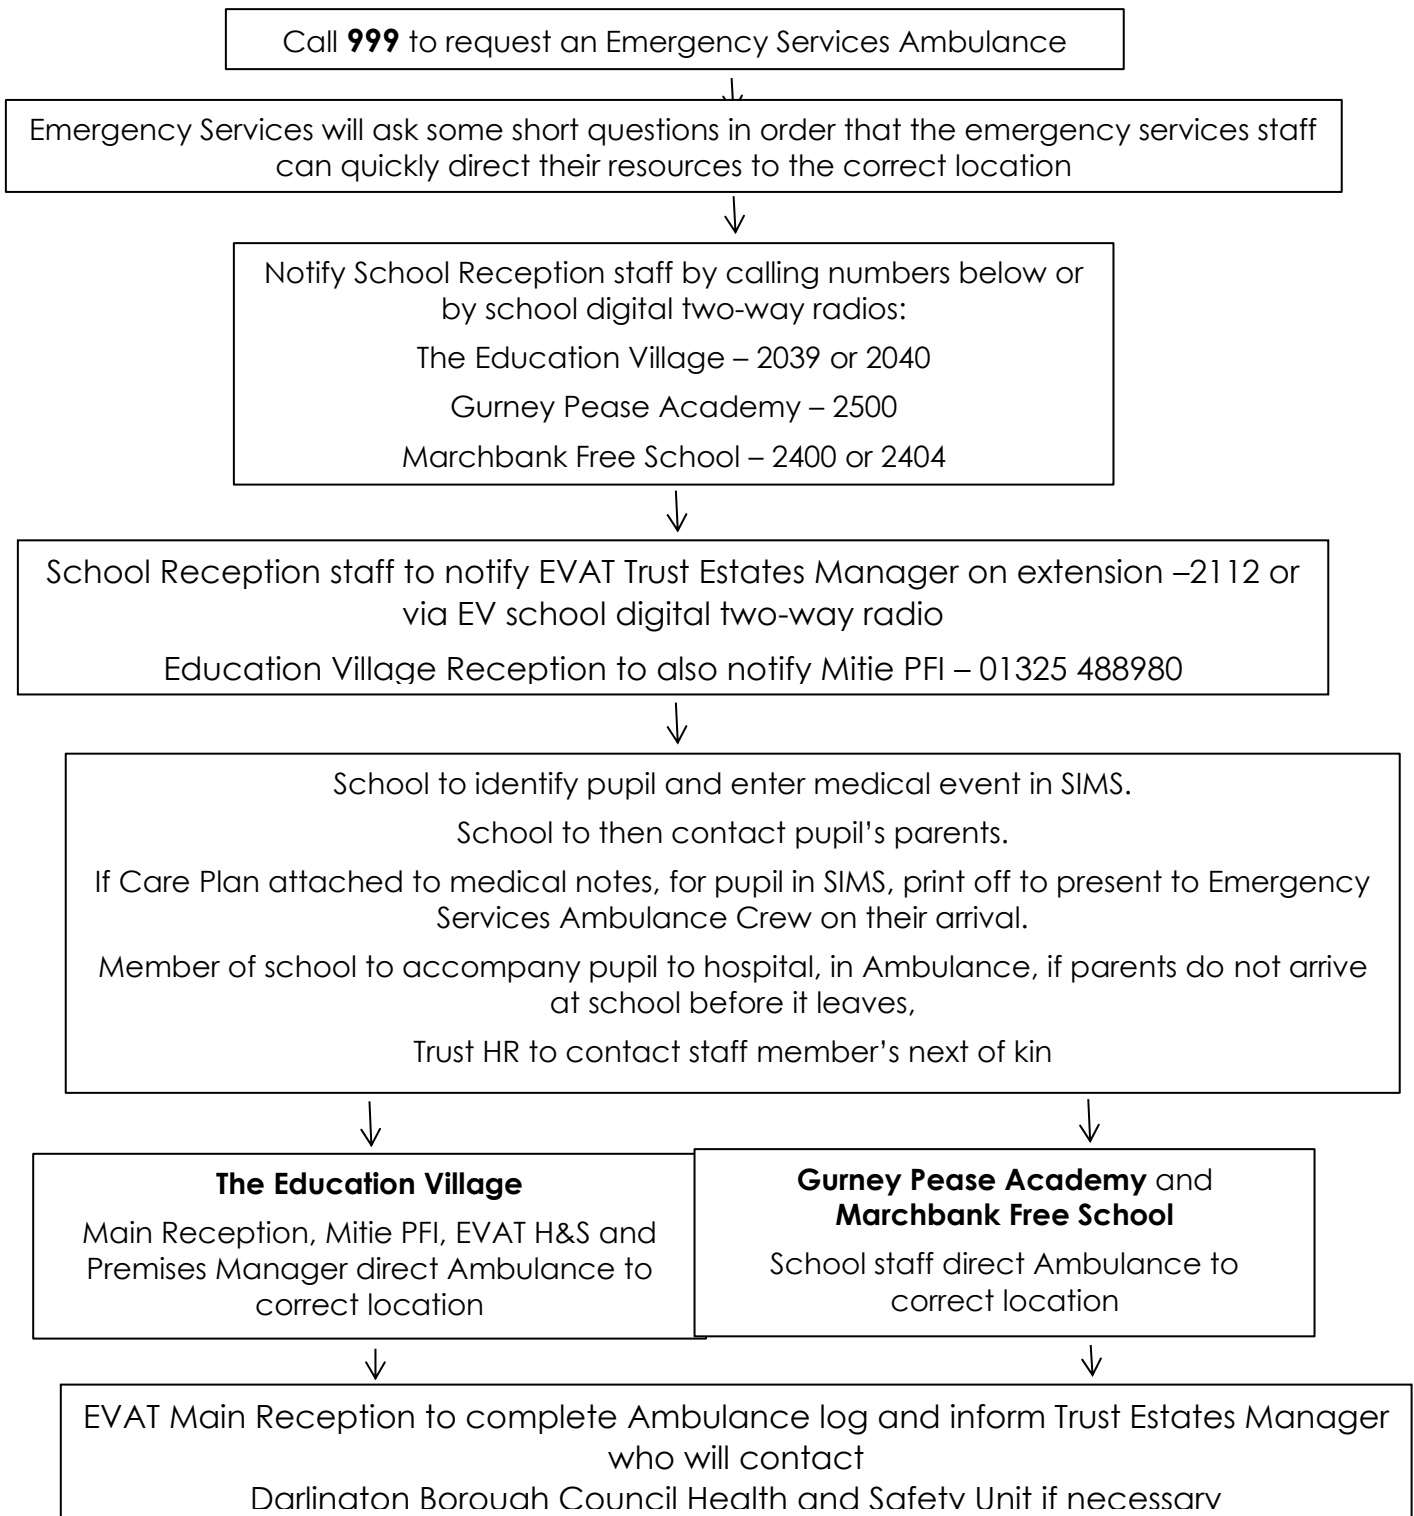 Call 999 to request an Emergency Services Ambulance
Emergency Services will ask some short questions in order that the emergency services staff
can quickly direct their resources to the correct location
Notify School Reception staff by calling numbers below or
by school digital two-way radios:
The Education Village – 2039 or 2040
Gurney Pease Academy – 2500
Marchbank Free School – 2400 or 2404
School Reception staff to notify EVAT Trust Estates Manager on extension –2112 or
via EV school digital two-way radio
Education Village Reception to also notify Mitie PFI – 01325 488980
School to identify pupil and enter medical event in SIMS.
School to then contact pupil’s parents.
If Care Plan attached to medical notes, for pupil in SIMS, print off to present to Emergency
Services Ambulance Crew on their arrival.
Member of school to accompany pupil to hospital, in Ambulance, if parents do not arrive
at school before it leaves,
Trust HR to contact staff member’s next of kin
The Education Village
Main Reception, Mitie PFI, EVAT H&S and
Premises Manager direct Ambulance to
correct location
Gurney Pease Academy and
Marchbank Free School
School staff direct Ambulance to
correct location
EVAT Main Reception to complete Ambulance log and inform Trust Estates Manager
who will contact
Darlington Borough Council Health and Safety Unit if necessary